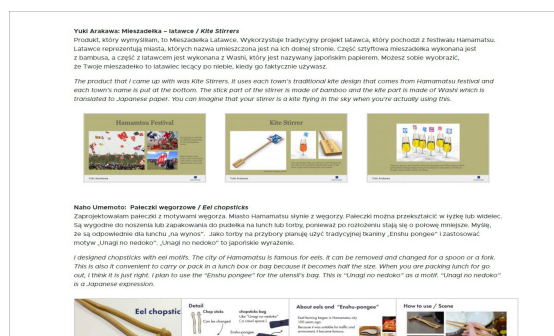 Yuki Arakawa: Mieszadełka – latawce / Kite Stirrers
Produkt, który wymyśliłam, to Mieszadełka Latawce. Wykorzystuje tradycyjny projekt latawca, który pochodzi z festiwalu Hamamatsu.
Latawce reprezentują miasta, których nazwa umieszczona jest na ich dolnej stronie. Część sztyftowa mieszadełka wykonana jest
z bambusa, a część z latawcem jest wykonana z Washi, który jest nazywany japońskim papierem. Możesz sobie wyobrazić,
że Twoje mieszadełko to latawiec lecący po niebie, kiedy go faktycznie używasz.
The product that I came up with was Kite Stirrers. It uses each town's traditional kite design that comes from Hamamatsu festival and
each town's name is put at the bottom. The stick part of the stirrer is made of bamboo and the kite part is made of Washi which is
translated to Japanese paper. You can imagine that your stirrer is a kite flying in the sky when you're actually using this.
Hamamtsu Festival
Kite Stirror
Naho Umemoto: Pałeczki węgorzowe / Eel chopsticks
Zaprojektowałam pałeczki z motywami węgorza. Miasto Hamamatsu słynie z węgorzy. Pałeczki można przekształcić w łyżkę lub widelec.
Są wygodne do noszenia lub zapakowania do pudełka na lunch lub torby, ponieważ po rozłożeniu stają się o połowę mniejsze. Myślę,
że są odpowiednie dla lunchu „na wynos". Jako torby na przybory planuję użyć tradycyjnej tkaniny „Enshu pongee" i zastosować
motyw „Unagi no nedoko". „Unagi no nedoko" to japońskie wyrażenie.
I designed chopsticks with eel motifs. The city of Hamamatsu is famous for eels. It can be removed and changed for a spoon or a fork.
This is also it convenient to carry or pack in a lunch box or bag because it becomes half the size. When you are packing lunch for go
out, I think it is just right. I plan to use the "Enshu pongee" for the utensil's bag. This is "Unagi no nedoko" as a motif. "Unagi no nedoko"
is a Japanese expression.
Eel chopstic
Detail
Chop sticks
Can be changed
chopsticks bag
Like "Unagi no nedoko"
Enshu-pongee
About eels and "Enshu-pongee"
How to use / Scene